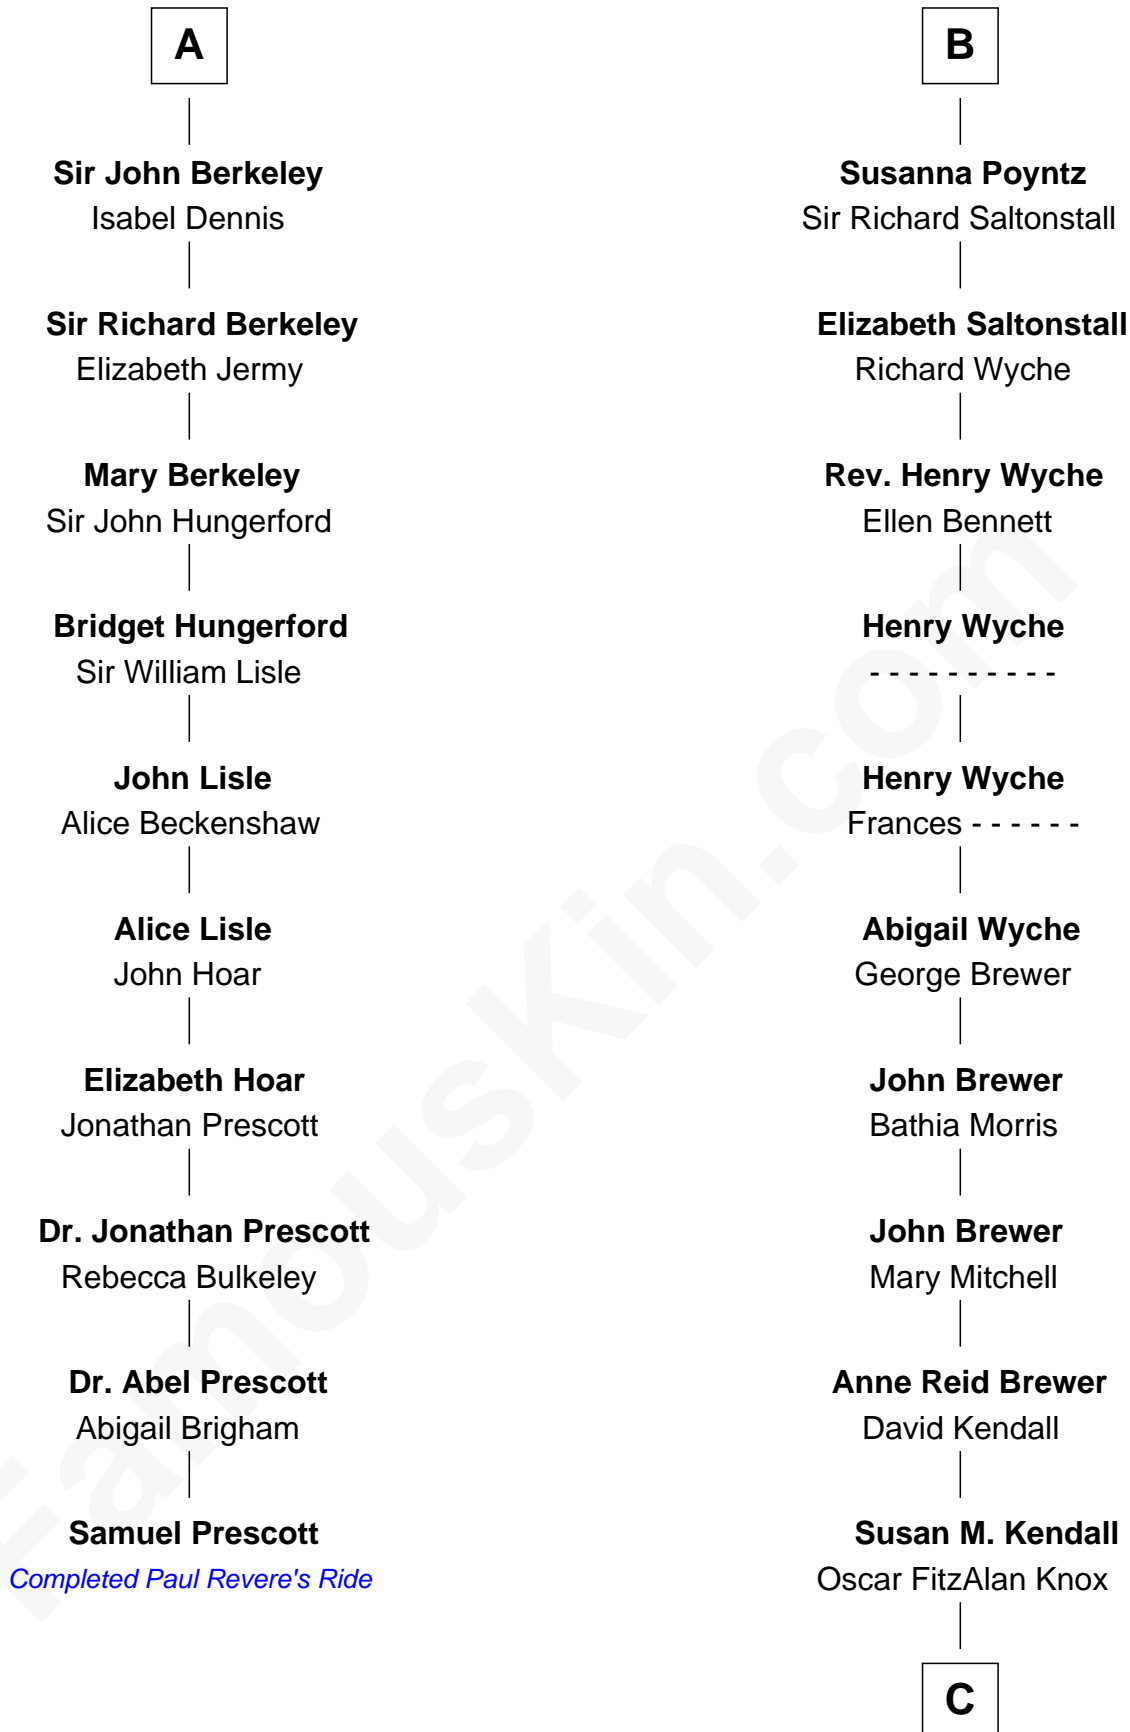 A
Sir John Berkeley
Isabel Dennis
Sir Richard Berkeley
Elizabeth Jermy
Mary Berkeley
Sir John Hungerford
Bridget Hungerford
Sir William Lisle
John Lisle
Alice Beckenshaw
Alice Lisle
John Hoar
Elizabeth Hoar
Jonathan Prescott
Dr. Jonathan Prescott
Rebecca Bulkeley
Dr. Abel Prescott
Abigail Brigham
Samuel Prescott
Completed Paul Revere's Ride
B
Susanna Poyntz
Sir Richard Saltonstall
Elizabeth Saltonstall
Richard Wyche
Rev. Henry Wyche
Ellen Bennett
Henry Wyche
- - - - - - - - - -
Henry Wyche
Frances - - - - - -
Abigail Wyche
George Brewer
John Brewer
Bathia Morris
John Brewer
Mary Mitchell
Anne Reid Brewer
David Kendall
Susan M. Kendall
Oscar FitzAlan Knox
C
FamousKin.com